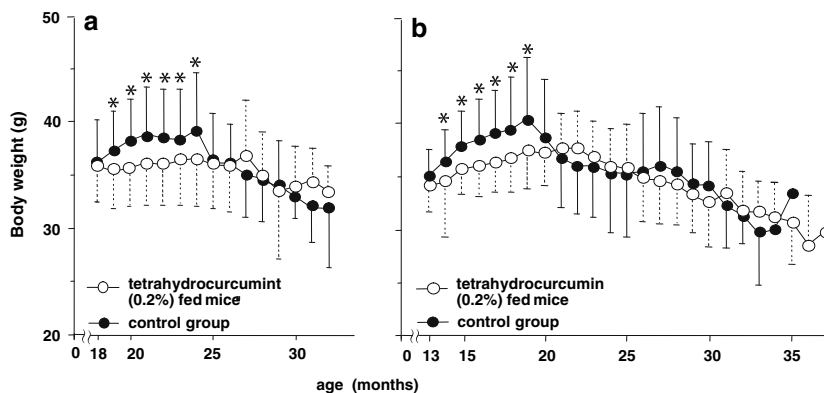 50
40
30
20
Body weight (g)
a
* * * * * *
tetrahydrocurcumint
(0.2%) fed mice
control group
0 18 20 25 30
b
* * * * * *
tetrahydrocurcumin
(0.2%) fed mice
control group
0 13 15 20 25 30 35
age (months)